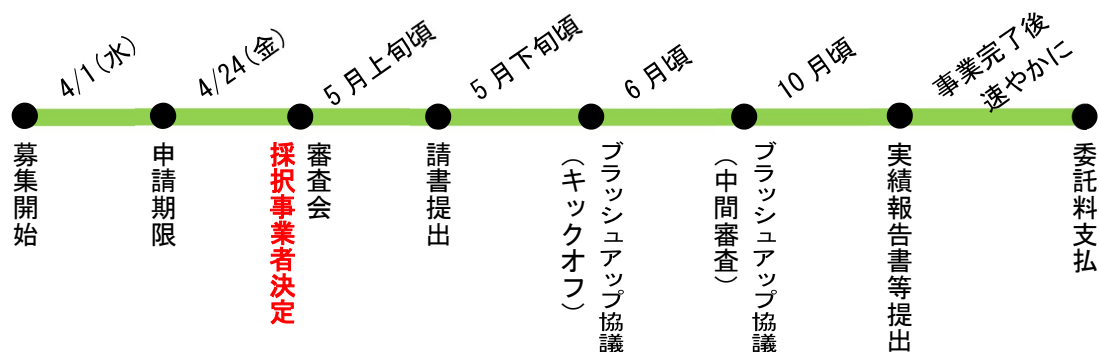 4/1(水)
4/24(金)
5月上旬頃
5月下旬頃
6月頃
10月頃
事業完了後
速やかに
募集開始
申請期限
審査会
採択事業者決定
請書提出
ブラッシュアップ協議
（キックオフ）
ブラッシュアップ協議
（中間審査）
実績報告書等提出
委託料支払